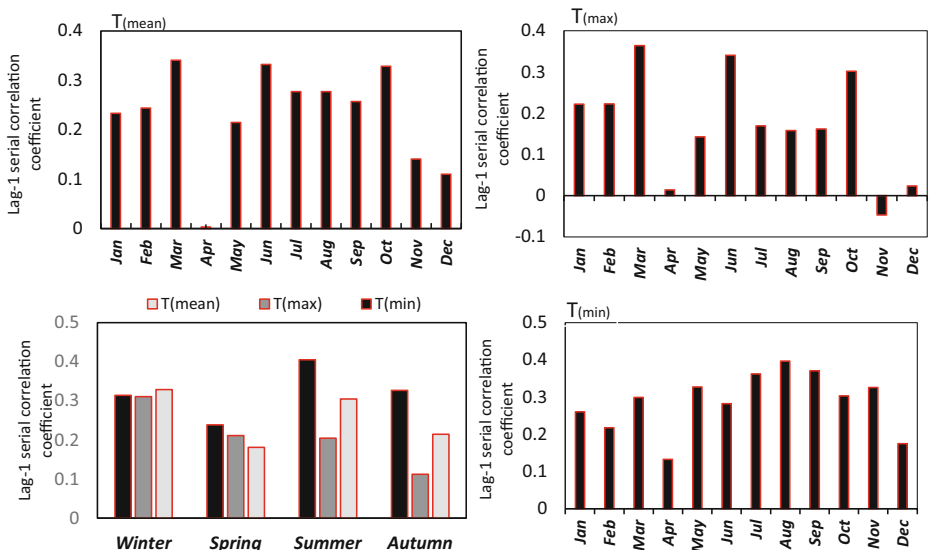 T(mean)
Lag-1 serial correlation
coefficient
0.4
0.3
0.2
0.1
0
Jan Feb Mar Apr May Jun Jul Aug Sep Oct Nov Dec
T(max)
Lag-1 serial correlation
coefficient
0.4
0.3
0.2
0.1
0
-0.1
Jan Feb Mar Apr May Jun Jul Aug Sep Oct Nov Dec
T(mean) T(max) T(min)
Lag-1 serial correlation
coefficient
0.5
0.4
0.3
0.2
0.1
0
Winter Spring Summer Autumn
T(min)
Lag-1 serial correlation
coefficient
0.5
0.4
0.3
0.2
0.1
0
Jan Feb Mar Apr May Jun Jul Aug Sep Oct Nov Dec